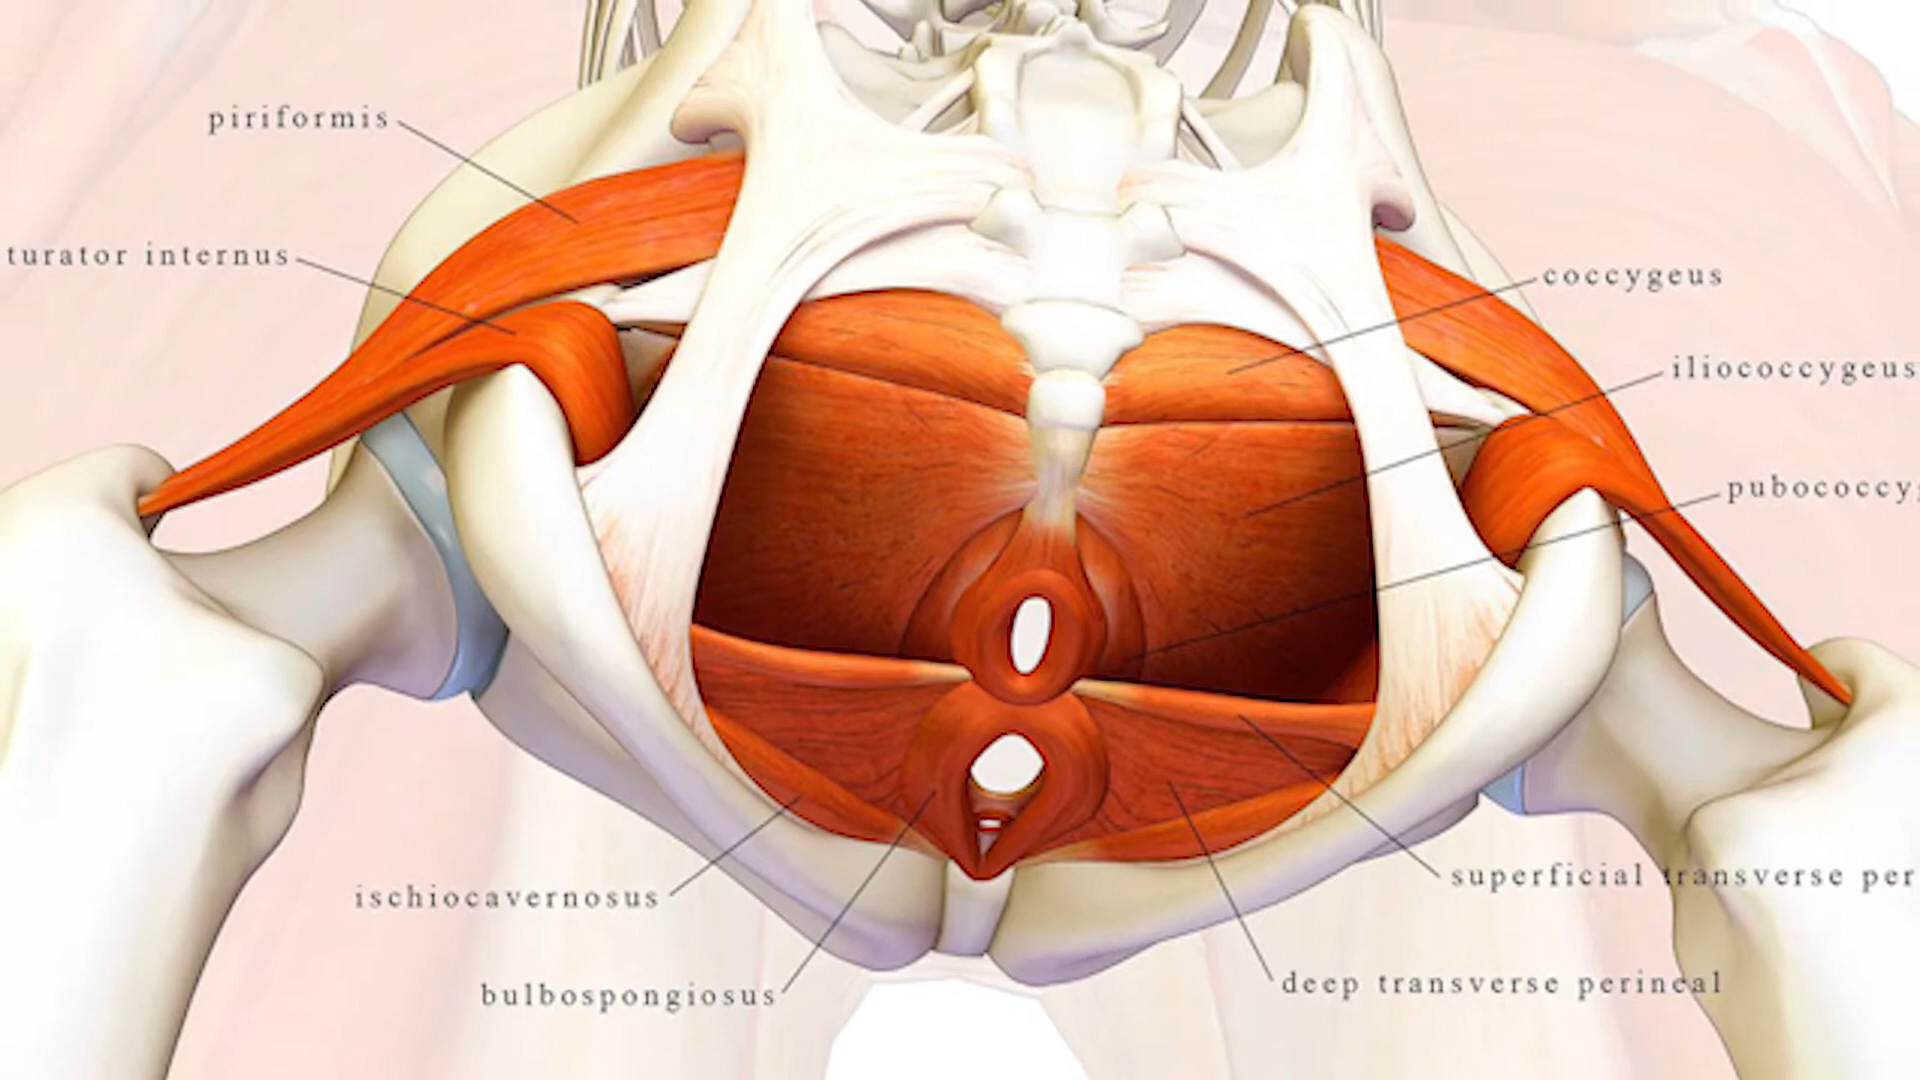 piriformis
turator internus
coccygeus
iliococcygeus
pubococcy
superficial transverse per
ischiocavernosus
deep transverse perineal
bulbospongiosus